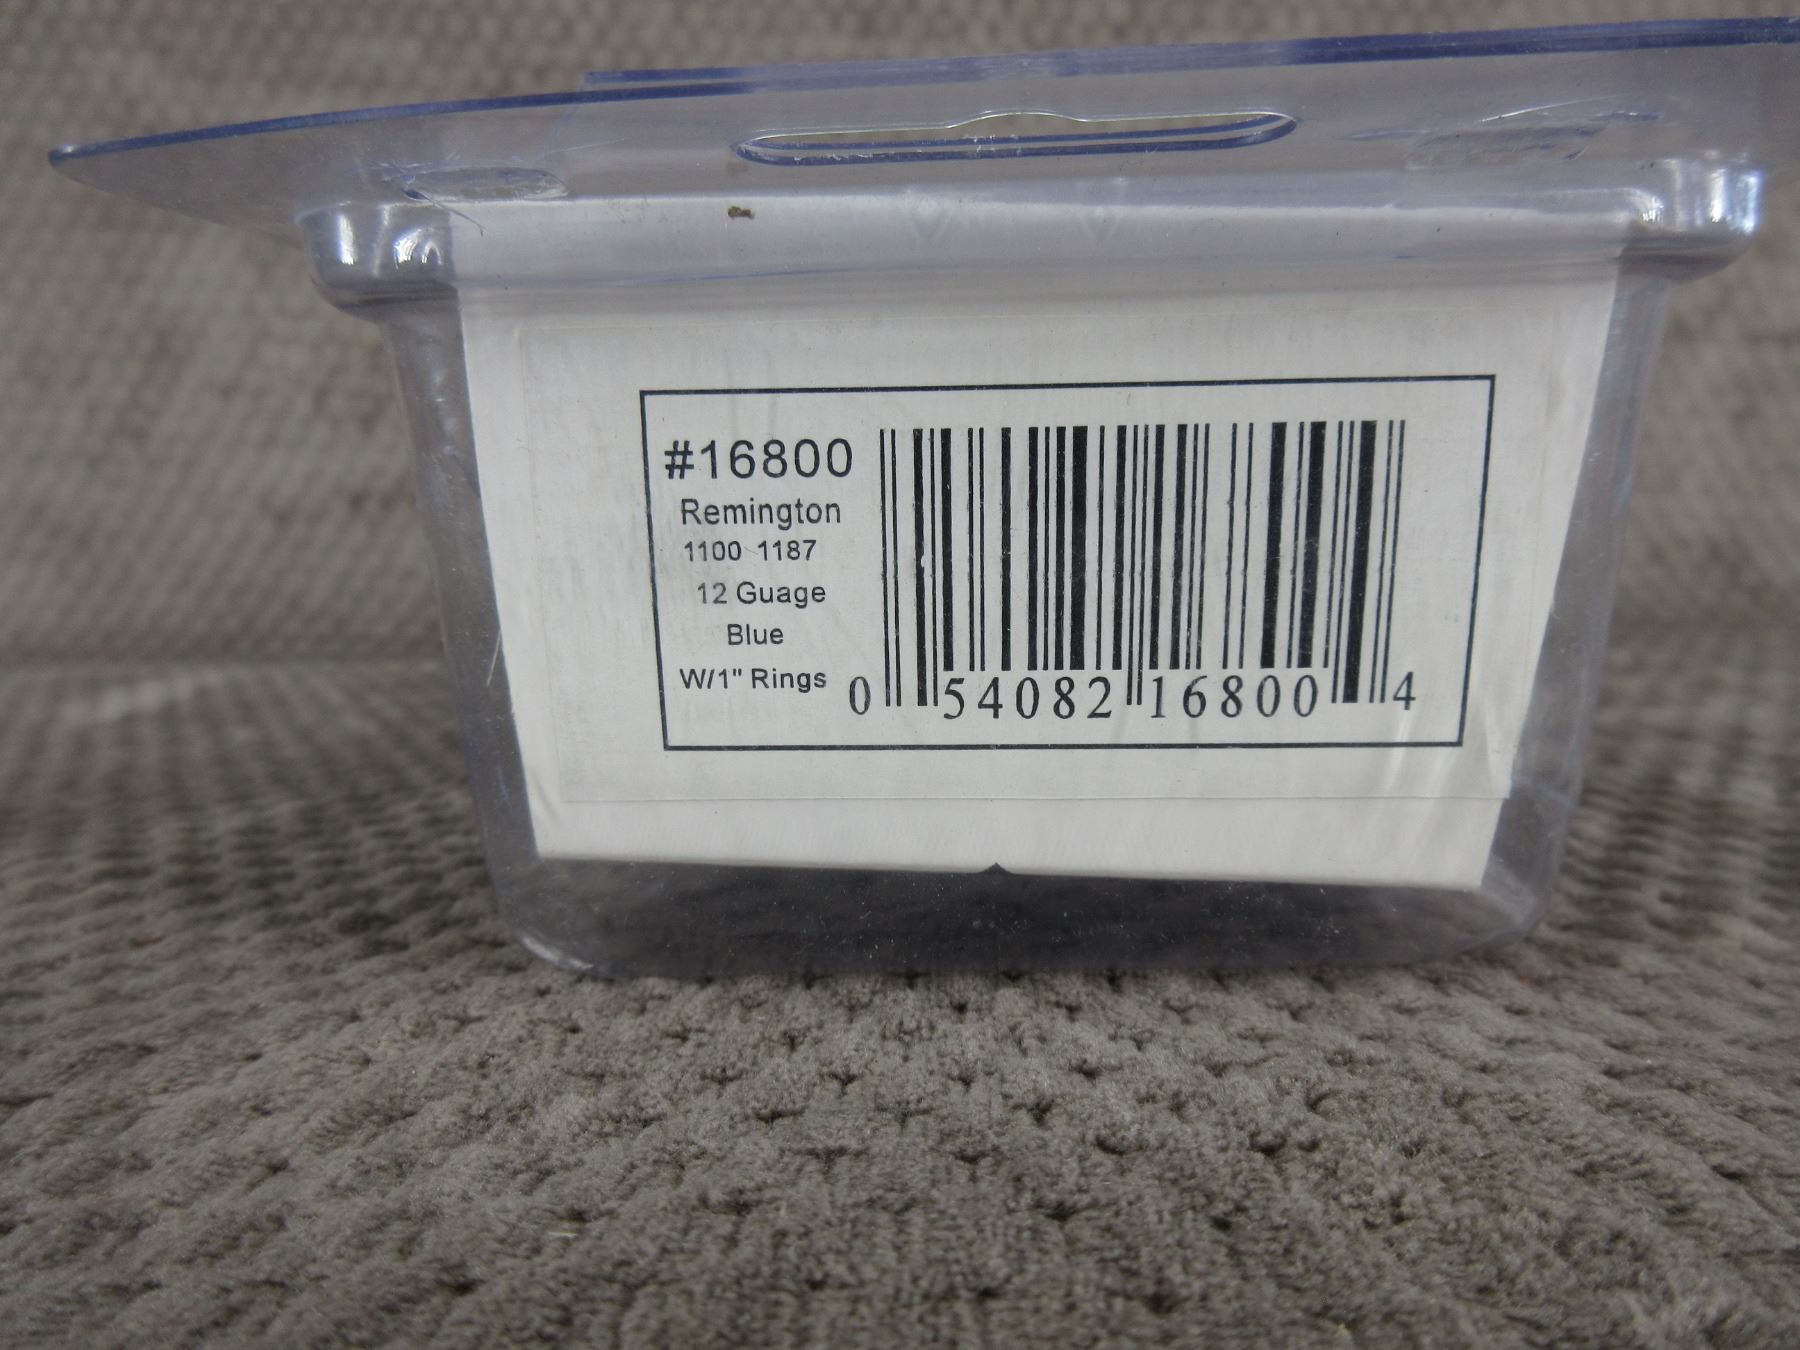 #16800
Remington
1100 1187
12 Guage
Blue
W/1" Rings
0 54082 16800 4